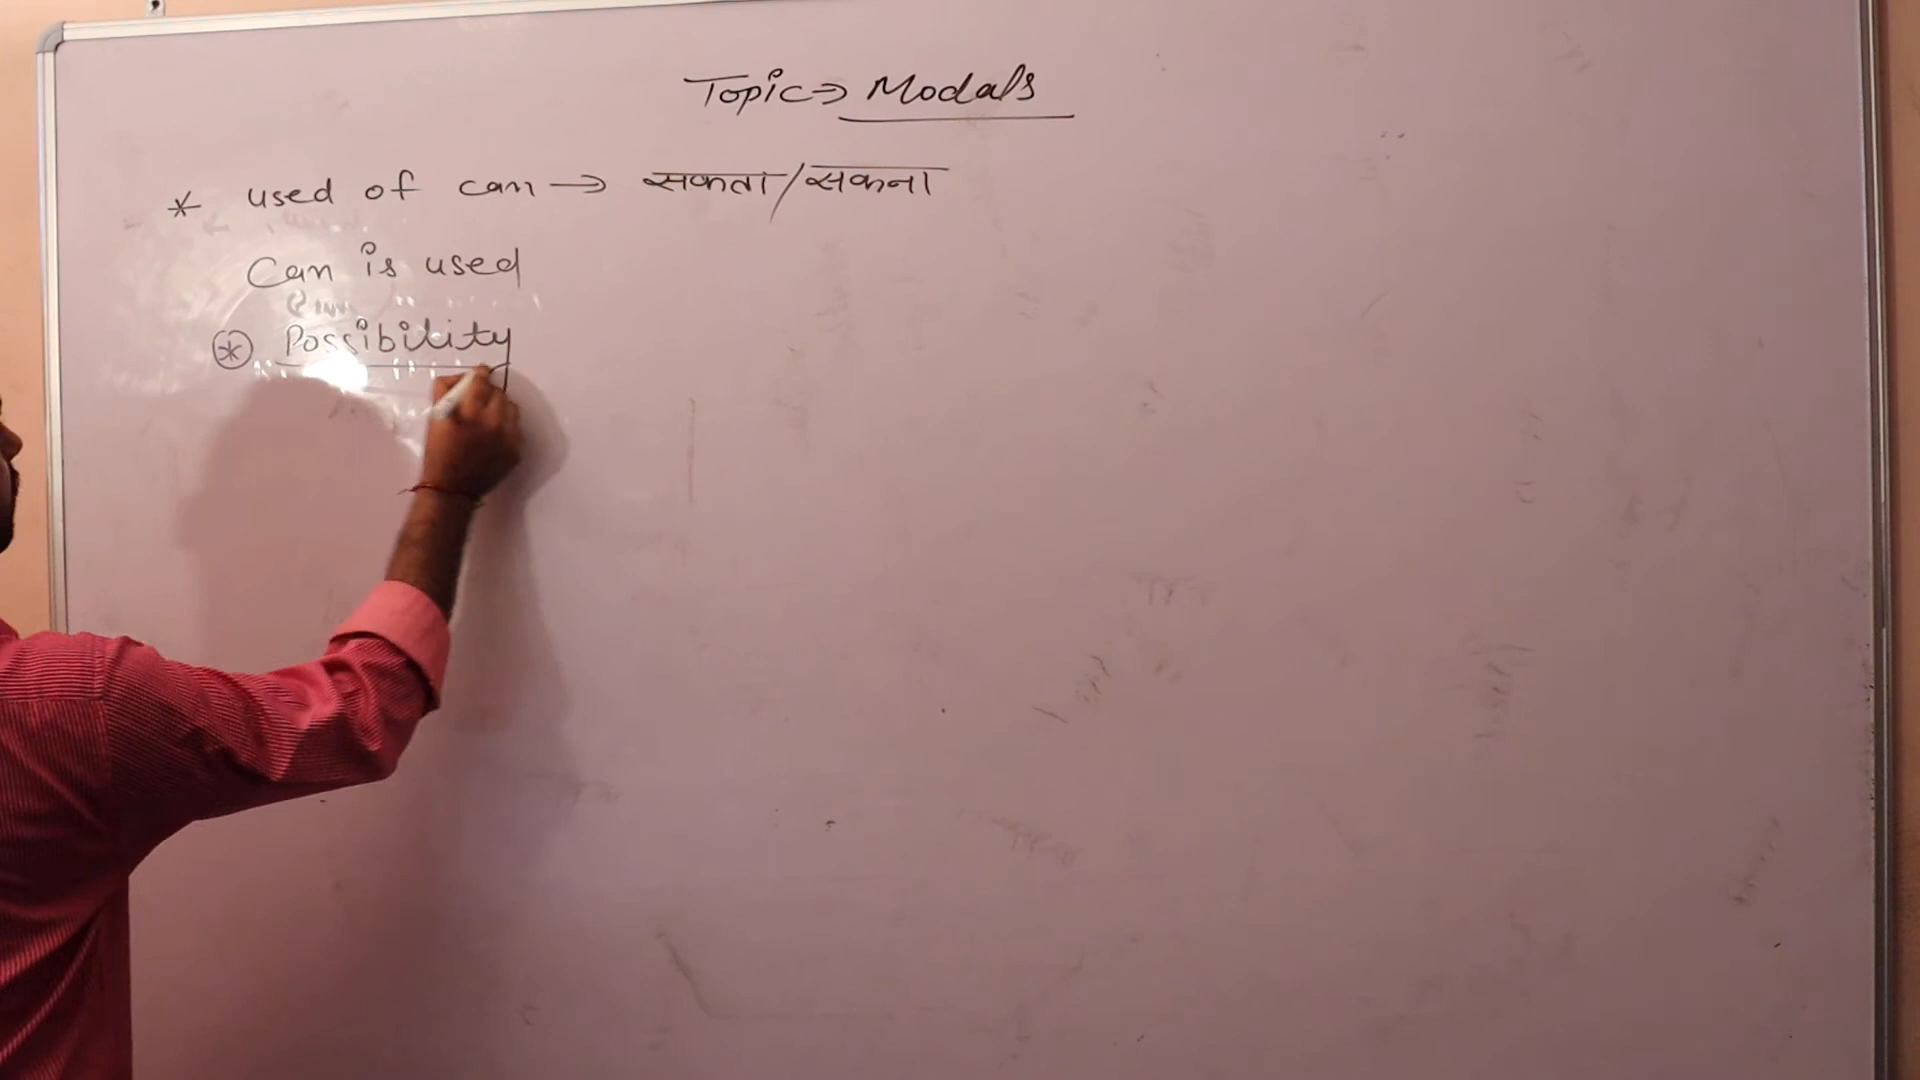 Topic ⇒ Modals
* used of can → सकता/सकना
Can is used
* Possibility